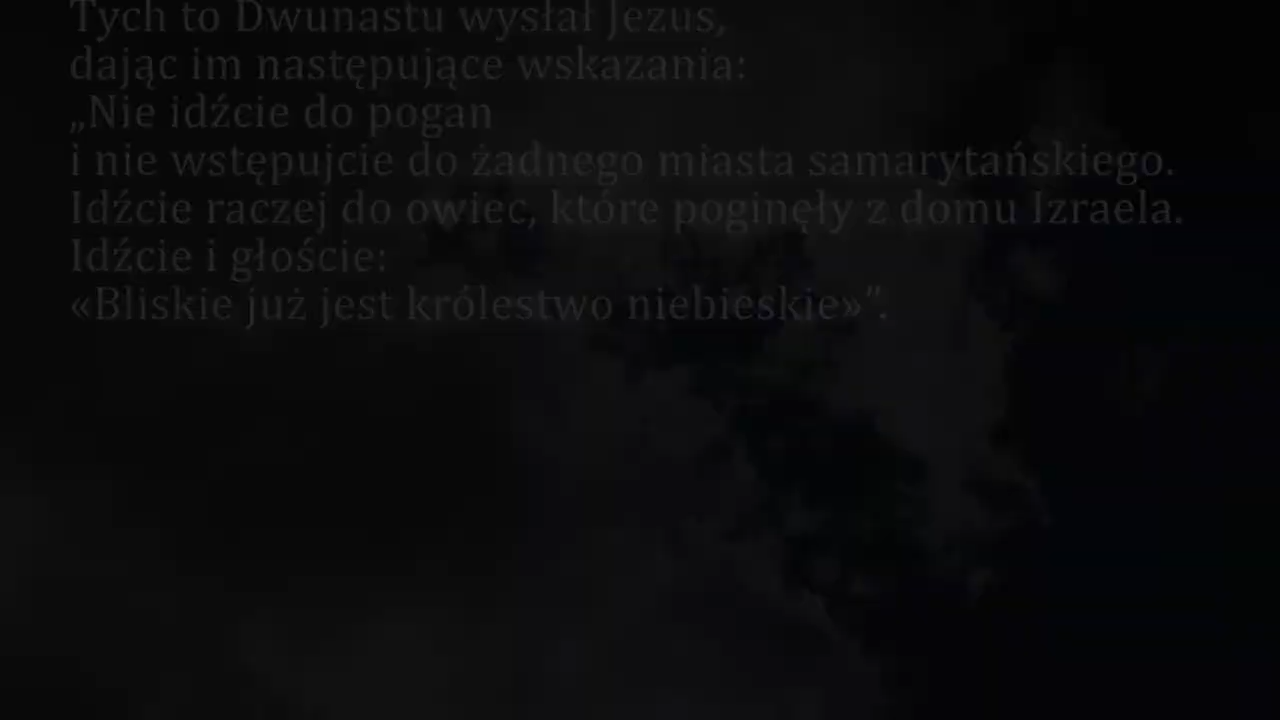 Tych to Dwunastu wysłał Jezus,
dając im następujące wskazania:
„Nie idźcie do pogan
i nie wstępujcie do żadnego miasta samarytańskiego.
Idźcie raczej do owiec, które poginęły z domu Izraela.
Idźcie i głoście:
«Bliskie już jest królestwo niebieskie»”.